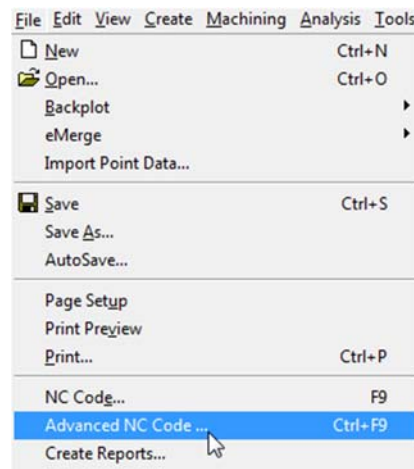 File Edit View Create Machining Analysis Tools
New Ctrl+N
Open... Ctrl+O
Backplot
eMerge
Import Point Data...
Save Ctrl+S
Save As...
AutoSave...
Page Setup
Print Preview
Print... Ctrl+P
NC Code... F9
Advanced NC Code ... Ctrl+F9
Create Reports...